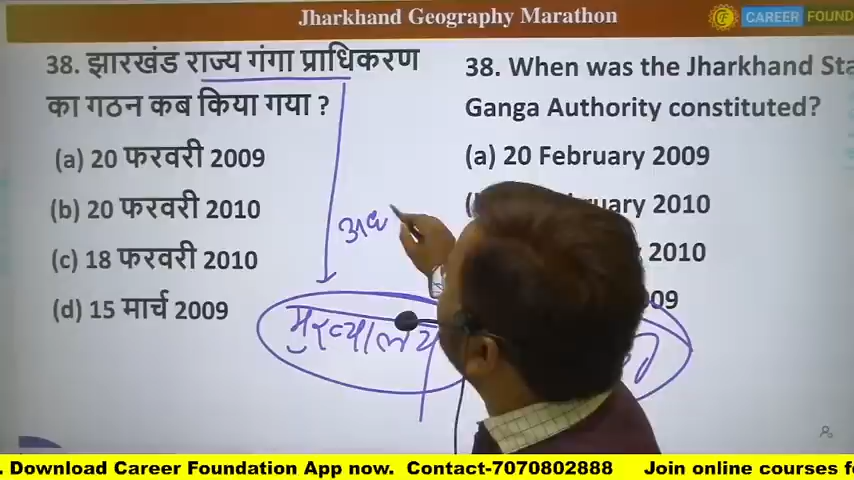 Jharkhand Geography Marathon
CAREER FOUND
38. झारखंड राज्य गंगा प्राधिकरण
का गठन कब किया गया ?
(a) 20 फरवरी 2009
(b) 20 फरवरी 2010
(c) 18 फरवरी 2010
(d) 15 मार्च 2009
अध
मुख्यालय
38. When was the Jharkhand Sta
Ganga Authority constituted?
(a) 20 February 2009
uary 2010
2010
09
. Download Career Foundation App now. Contact-7070802888 Join online courses f